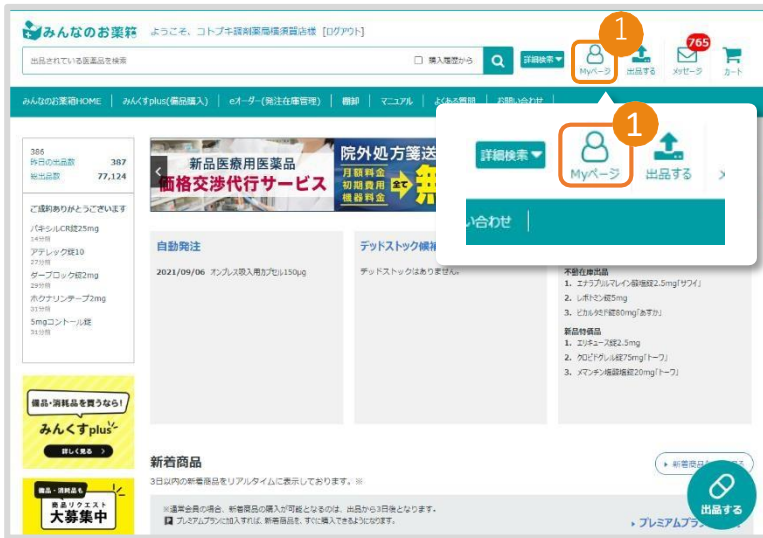 みんなのお薬箱
ようこそ、コトブキ調剤薬局横須賀店様 [ログアウト]
1
出品されている医薬品を検索
購入履歴から
詳細検索▼
Myページ
出品する
765
メッセージ
カート
みんなのお薬箱HOME
みんくすplus(備品購入)
eオーダー(発注在庫管理)
棚卸
マニュアル
よくある質問
お問い合わせ
1
詳細検索▼
Myページ
出品する
い合わせ
386
昨日の出品数 387
総出品数 77,124
ご成約ありがとうございます
パキシルCR錠25mg
14分前
アテレック錠10
27分前
ダーブロック錠2mg
29分前
ホクナリンテープ2mg
31分前
5mgコントール錠
31分前
新品医療用医薬品
価格交渉代行サービス
院外処方箋送
月額料金
初期費用
機器料金
全て
自動発注
2021/09/06 オンブレス吸入用カプセル150μg
デッドストック候補
デッドストックはありません。
不動在庫出品
1. エナラプリルマレイン酸塩錠2.5mg「サワイ」
2. レボトミン錠5mg
3. ビカルタミド錠80mg「あすか」
新品特価品
1. エリキュース錠2.5mg
2. クロピドグレル錠75mg「トーワ」
3. メマンチン塩酸塩錠20mg「トーワ」
備品・消耗品を買うなら!
みんくすplus
詳しく見る >
備品・消耗品も
商品リクエスト
大募集中
新着商品
3日以内の新着商品をリアルタイムに表示しております。※
新着商品
※通常会員の場合、新着商品の購入が可能となるのは、出品から3日後となります。
P プレミアムプランに加入すれば、新着商品を、すぐに購入できるようになります。
プレミアムプラン
出品する